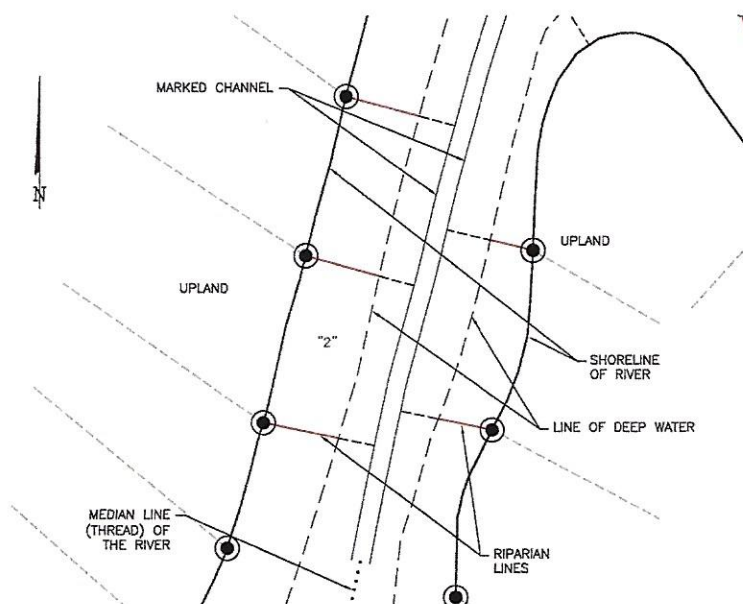 MARKED CHANNEL
N
UPLAND
UPLAND
"2"
SHORELINE
OF RIVER
LINE OF DEEP WATER
MEDIAN LINE
(THREAD) OF
THE RIVER
RIPARIAN
LINES